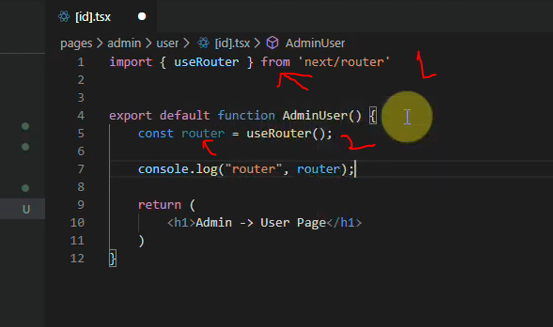 [id].tsx
pages > admin > user > [id].tsx > AdminUser
1 import { useRouter } from 'next/router'
2
3
4 export default function AdminUser() {
5 const router = useRouter();
6
7 console.log("router", router);
8
9 return (
10 <h1>Admin -> User Page</h1>
11 )
12 }
U